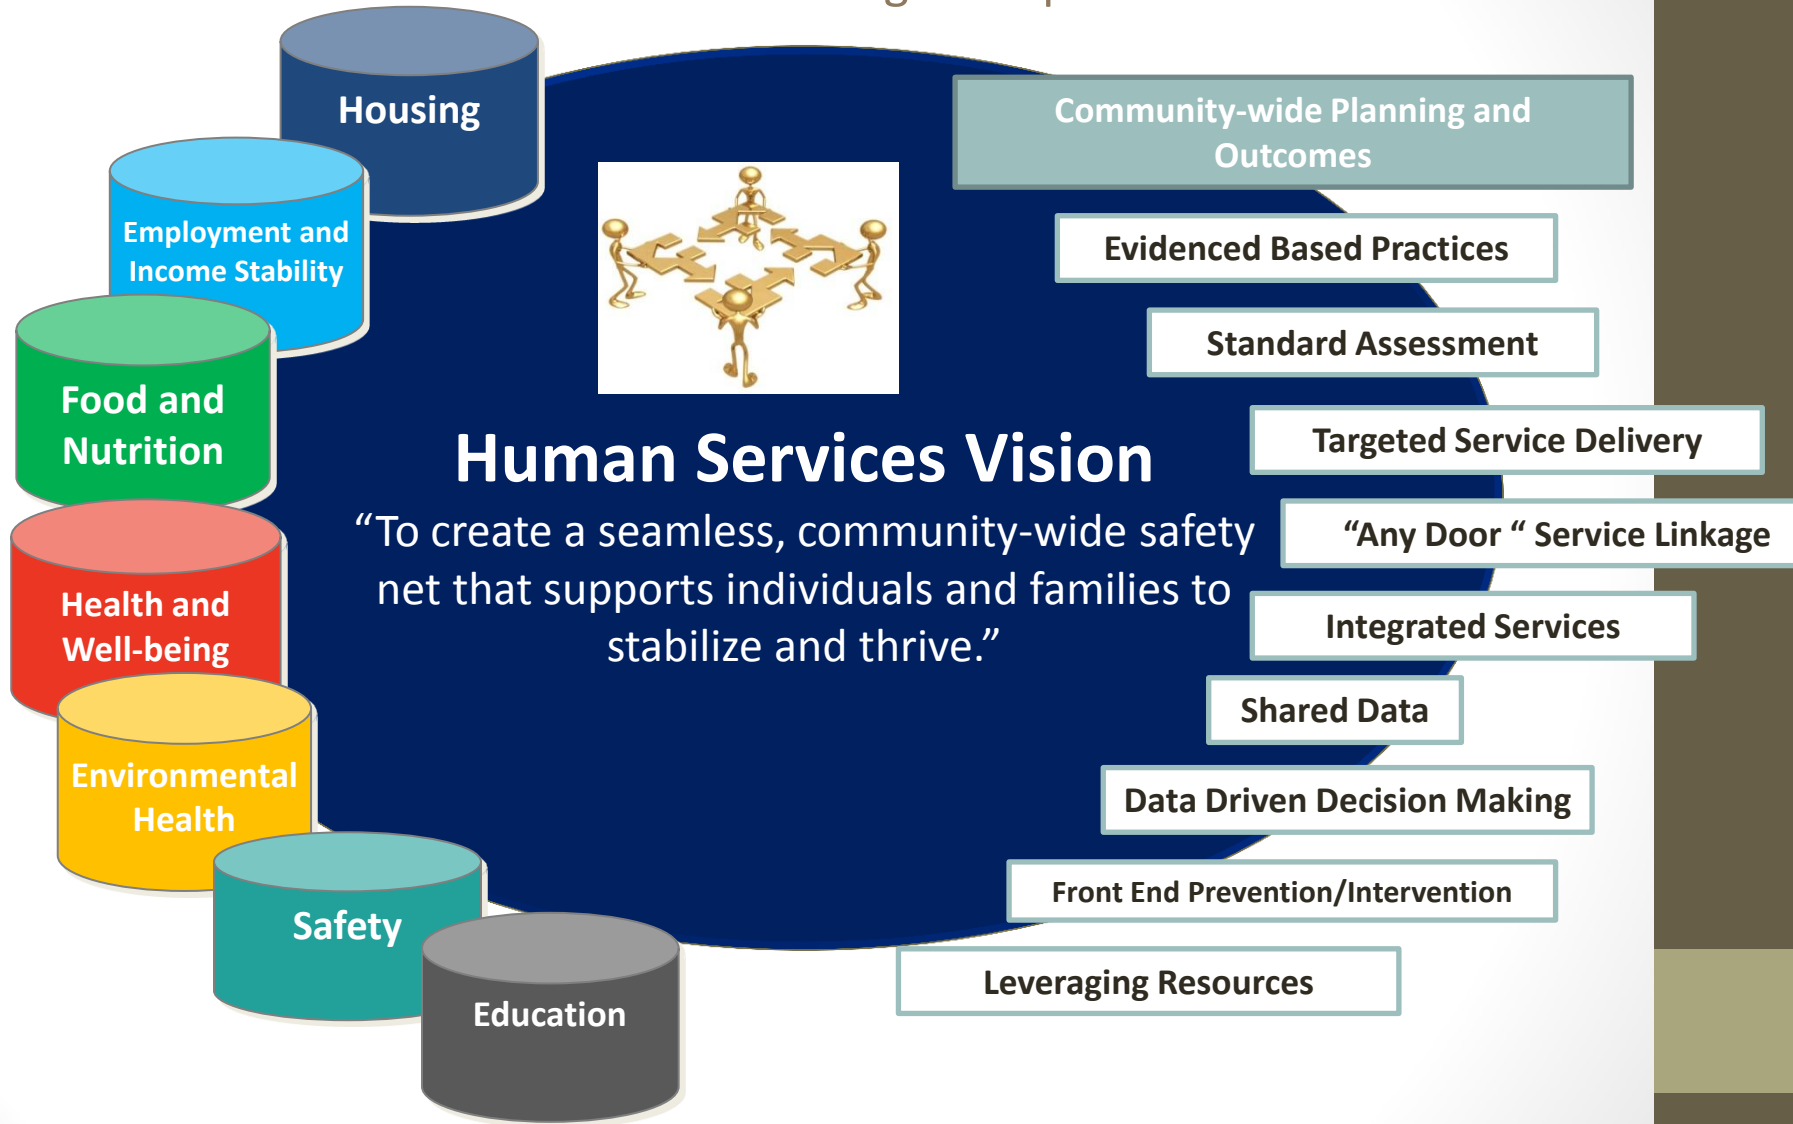 Housing
Employment and
Income Stability
Food and
Nutrition
Health and
Well-being
Environmental
Health
Safety
Education
Human Services Vision
“To create a seamless, community-wide safety
net that supports individuals and families to
stabilize and thrive.”
Community-wide Planning and
Outcomes
Evidenced Based Practices
Standard Assessment
Targeted Service Delivery
“Any Door “ Service Linkage
Integrated Services
Shared Data
Data Driven Decision Making
Front End Prevention/Intervention
Leveraging Resources